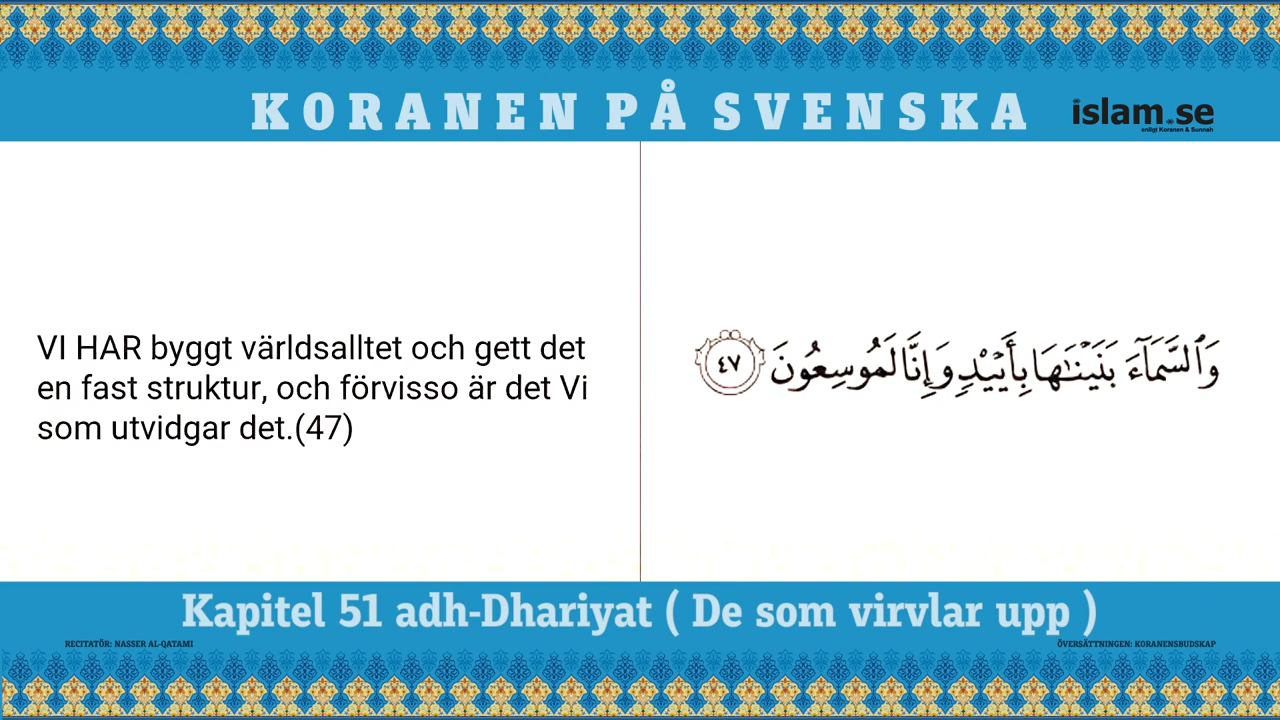 KORANEN PÅ SVENSKA
islam.se
enligt Koranen & Sunnah
VI HAR byggt världsalltet och gett det
en fast struktur, och förvisso är det Vi
som utvidgar det.(47)
وَٱلسَّمَآءَ بَنَيْنَـٰهَا بِأَيْي۟دٍ وَإِنَّا لَمُوسِعُونَ ٤٧
Kapitel 51 adh-Dhariyat ( De som virvlar upp )
RECITATÖR: NASSER AL-QATAMI
ÖVERSÄTTNINGEN: KORANENSBUDSKAP